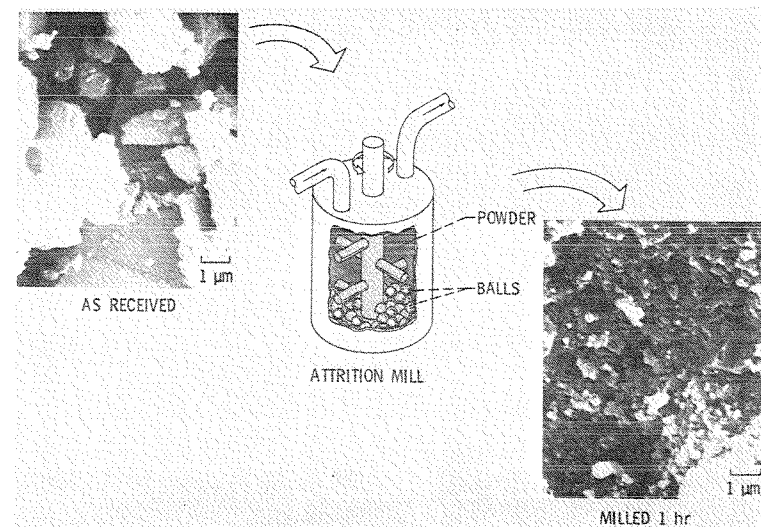 1 μm
AS RECEIVED
POWDER
BALLS
ATTRITION MILL
1 μm
MILLED 1 hr